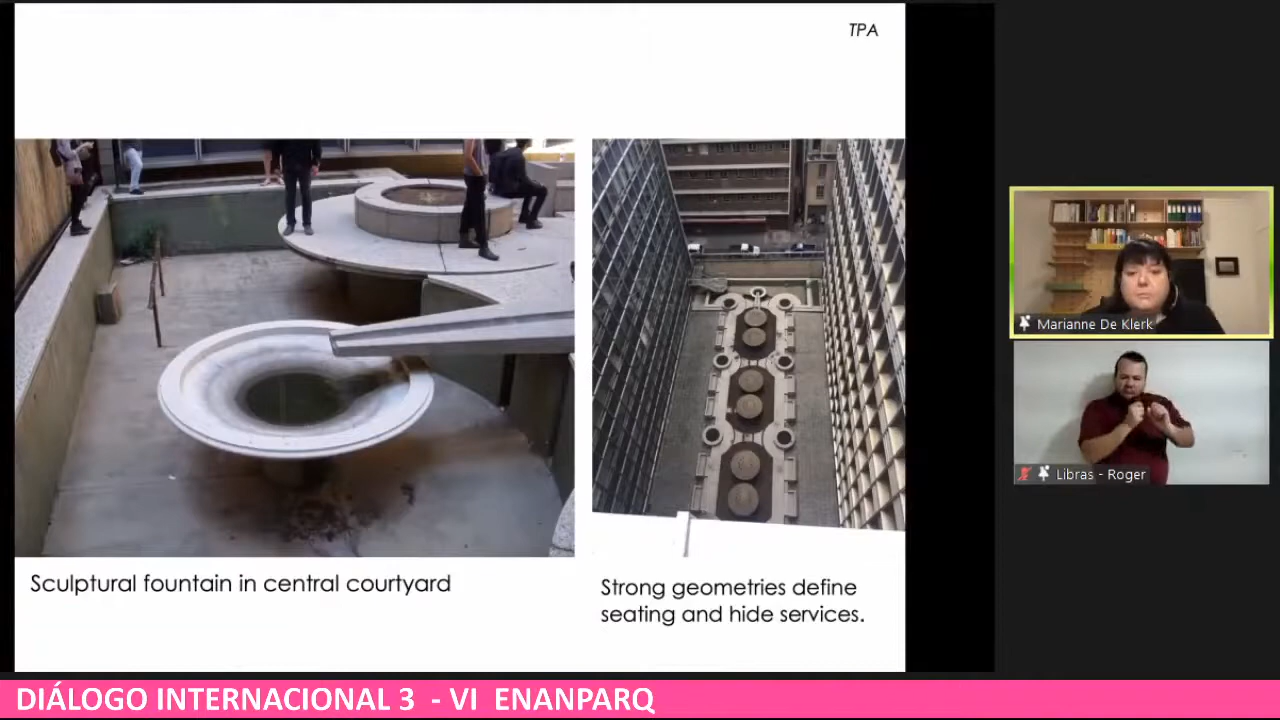 TPA
Sculptural fountain in central courtyard
Strong geometries define
seating and hide services.
Marianne De Klerk
Libras - Roger
DIÁLOGO INTERNACIONAL 3 - VI ENANPARQ